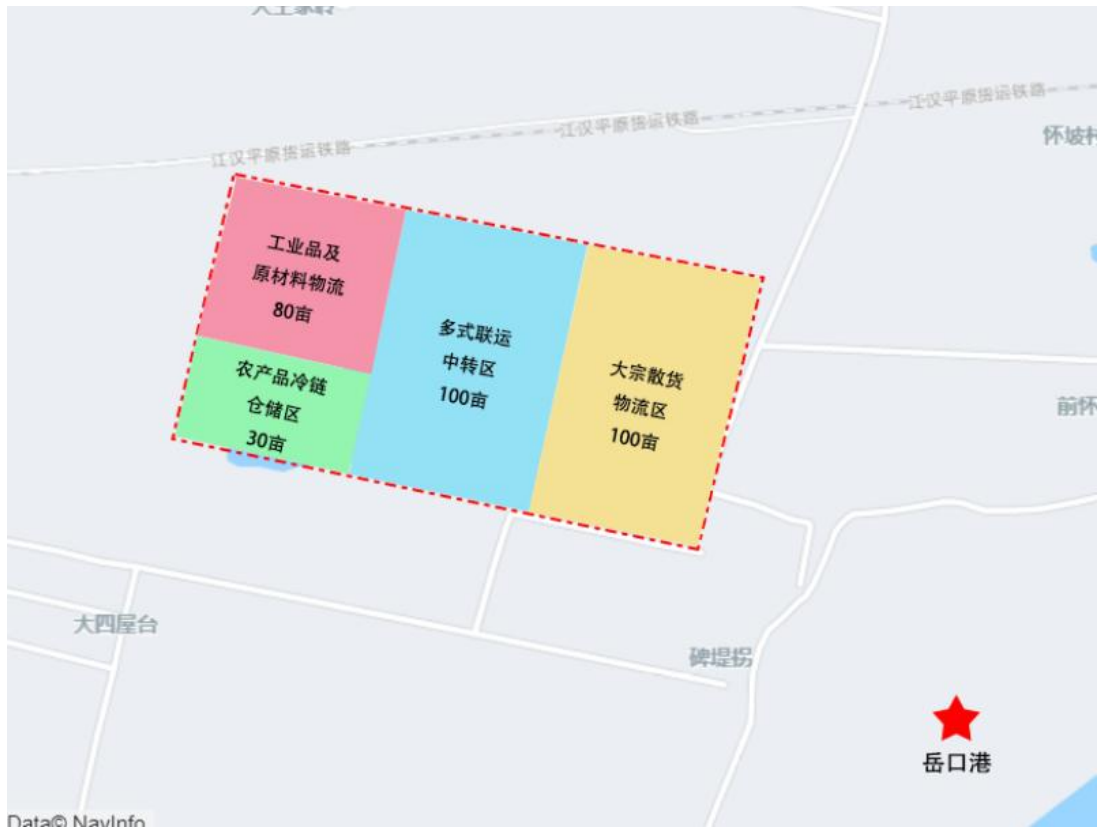 江汉平原货运铁路
江汉平原货运铁路
江汉平原货运铁路
怀坡村
工业品及
原材料物流
80亩
多式联运
中转区
100亩
大宗散货
物流区
100亩
农产品冷链
仓储区
30亩
前怀
大四屋台
碑堤拐
岳口港
Data© NavInfo